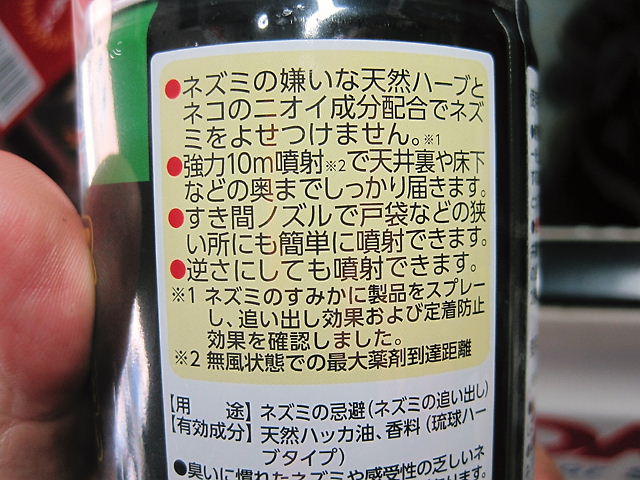 ●ネズミの嫌いな天然ハーブと
ネコのニオイ成分配合でネズ
ミをよせつけません。※1
●強力10m噴射※2で天井裏や床下
などの奥までしっかり届きます。
●すき間ノズルで戸袋などの狭
い所にも簡単に噴射できます。
●逆さにしても噴射できます。
※1 ネズミのすみかに製品をスプレー
し、追い出し効果および定着防止
効果を確認しました。
※2 無風状態での最大薬剤到達距離
【用　途】ネズミの忌避(ネズミの追い出し)
【有効成分】天然ハッカ油、香料(琉球ハー
ブタイプ)
●臭いに慣れたネズミや感受性の乏しいネ